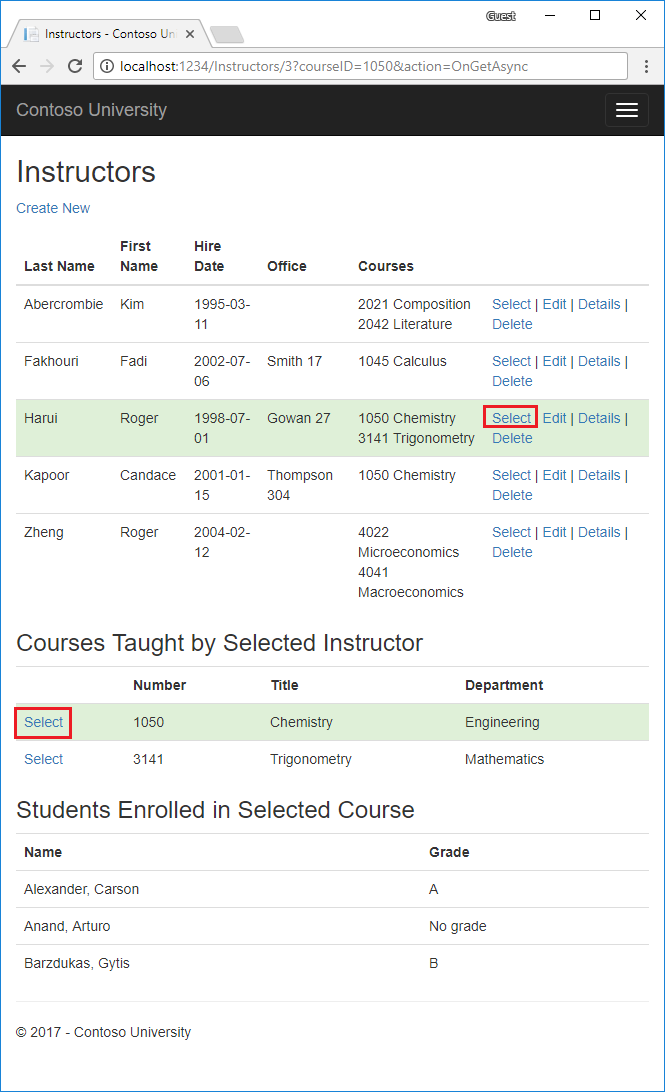 Guest
Instructors - Contoso Uni
localhost:1234/Instructors/3?courseID=1050&action=OnGetAsync
Contoso University
Instructors
Create New
Last Name First Name Hire Date Office Courses
Abercrombie Kim 1995-03-11 2021 Composition Select | Edit | Details |
2042 Literature Delete
Fakhouri Fadi 2002-07-06 Smith 17 1045 Calculus Select | Edit | Details |
Delete
Harui Roger 1998-07-01 Gowan 27 1050 Chemistry Select Edit | Details |
3141 Trigonometry Delete
Kapoor Candace 2001-01-15 Thompson 304 1050 Chemistry Select | Edit | Details |
Delete
Zheng Roger 2004-02-12 4022 Select | Edit | Details |
Microeconomics Delete
4041
Macroeconomics
Courses Taught by Selected Instructor
Number Title Department
Select 1050 Chemistry Engineering
Select 3141 Trigonometry Mathematics
Students Enrolled in Selected Course
Name Grade
Alexander, Carson A
Anand, Arturo No grade
Barzdukas, Gytis B
© 2017 - Contoso University